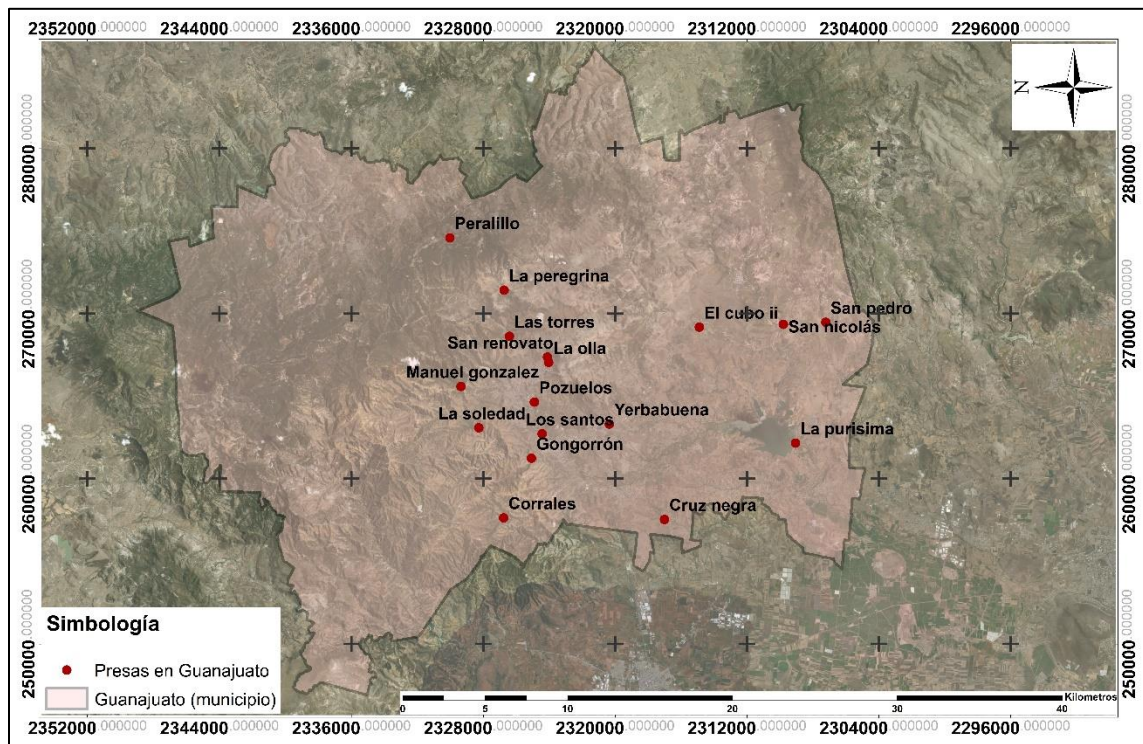 2352000.000000 2344000.000000 2336000.000000 2328000.000000 2320000.000000 2312000.000000 2304000.000000 2296000.000000
N
280000.000000 280000.000000
Peralillo
La peregrina
270000.000000 270000.000000
El cubo ii San pedro
San nicolás
Las torres
San renovato La olla
Manuel gonzalez
Pozuelos
La soledad Los santos Yerbabuena
La purisima
Gongorrón
260000.000000 260000.000000
Corrales Cruz negra
250000.000000 250000.000000
Simbología
Presas en Guanajuato
Guanajuato (municipio)
Kilometros
0 5 10 20 30 40
2352000.000000 2344000.000000 2336000.000000 2328000.000000 2320000.000000 2312000.000000 2304000.000000 2296000.000000